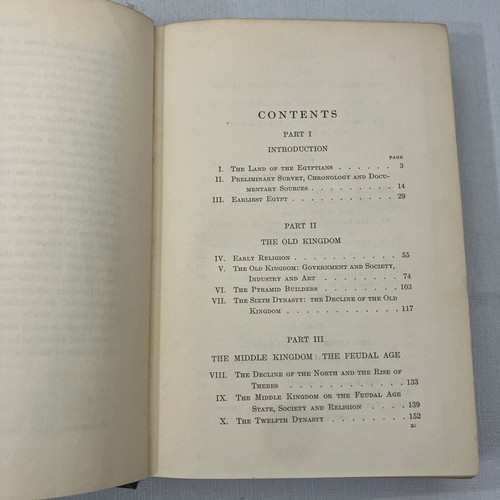 CONTENTS
PART I
INTRODUCTION
PAGE
I. THE LAND OF THE EGYPTIANS . . . . . . 3
II. PRELIMINARY SURVEY, CHRONOLOGY AND DOCU-
MENTARY SOURCES . . . . . . . . . 14
III. EARLIEST EGYPT . . . . . . . . . . 29
PART II
THE OLD KINGDOM
IV. EARLY RELIGION . . . . . . . . . . . 55
V. THE OLD KINGDOM: GOVERNMENT AND SOCIETY,
INDUSTRY AND ART . . . . . . . . 74
VI. THE PYRAMID BUILDERS . . . . . . . . 103
VII. THE SIXTH DYNASTY: THE DECLINE OF THE OLD
KINGDOM . . . . . . . . . . . . 117
PART III
THE MIDDLE KINGDOM: THE FEUDAL AGE
VIII. THE DECLINE OF THE NORTH AND THE RISE OF
THEBES . . . . . . . . . . . . 133
IX. THE MIDDLE KINGDOM OR THE FEUDAL AGE
STATE, SOCIETY AND RELIGION . . . . 139
X. THE TWELFTH DYNASTY . . . . . . . . 152